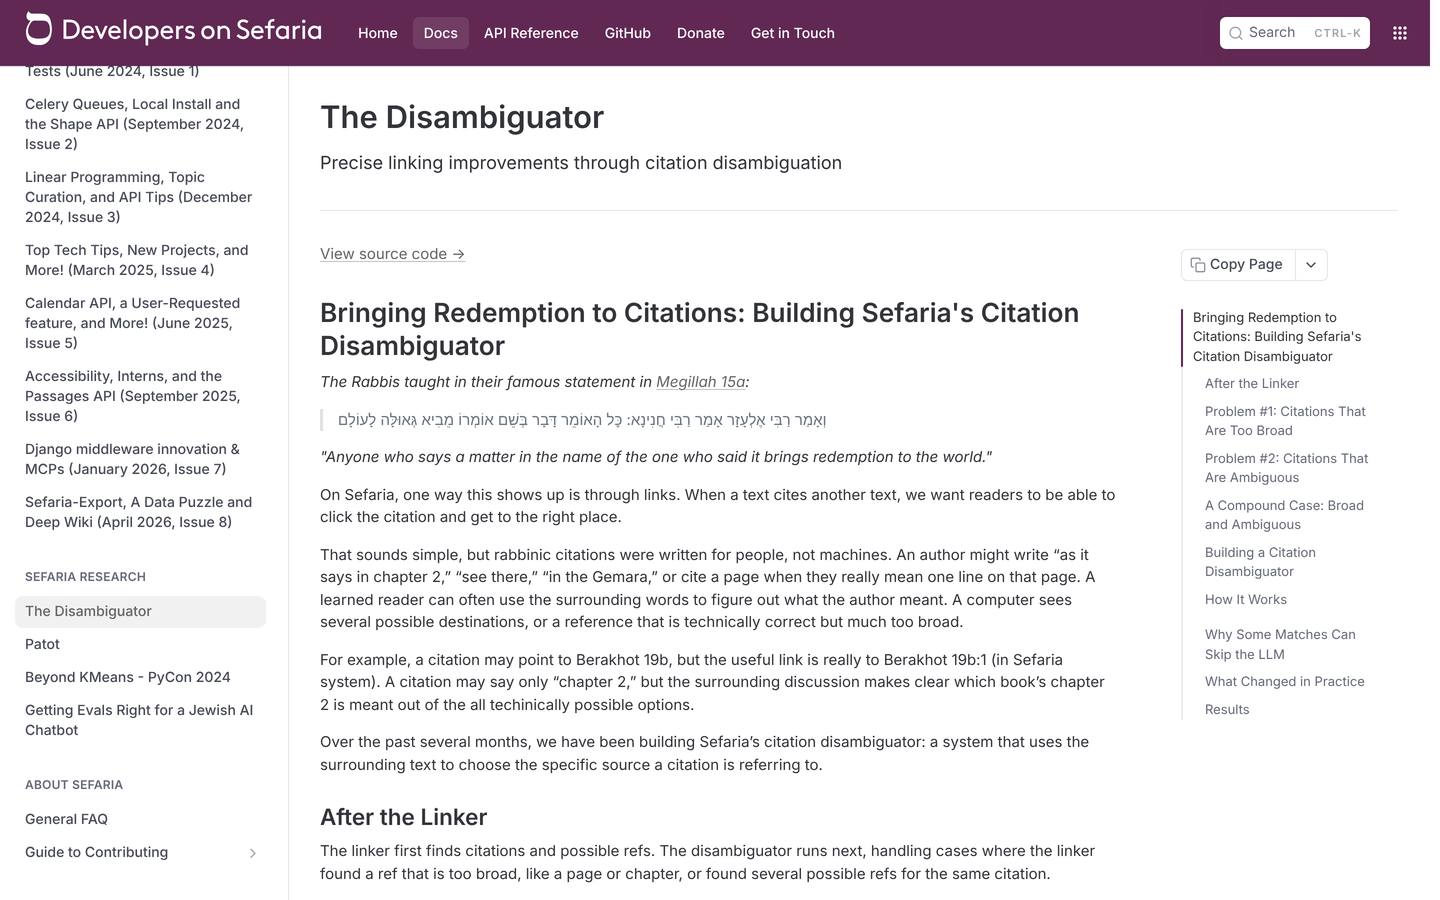 Developers on Sefaria
Home
Docs
API Reference
GitHub
Donate
Get in Touch
Search
CTRL-K
Tests (June 2024, Issue 1)
Celery Queues, Local Install and
the Shape API (September 2024,
Issue 2)
Linear Programming, Topic
Curation, and API Tips (December
2024, Issue 3)
Top Tech Tips, New Projects, and
More! (March 2025, Issue 4)
Calendar API, a User-Requested
feature, and More! (June 2025,
Issue 5)
Accessibility, Interns, and the
Passages API (September 2025,
Issue 6)
Django middleware innovation &
MCPs (January 2026, Issue 7)
Sefaria-Export, A Data Puzzle and
Deep Wiki (April 2026, Issue 8)
SEFARIA RESEARCH
The Disambiguator
Patot
Beyond KMeans - PyCon 2024
Getting Evals Right for a Jewish AI
Chatbot
ABOUT SEFARIA
General FAQ
Guide to Contributing
The Disambiguator
Precise linking improvements through citation disambiguation
View source code →
Bringing Redemption to Citations: Building Sefaria's Citation
Disambiguator
The Rabbis taught in their famous statement in Megillah 15a:
וְאָמַר רַבִּי אֶלְעָזָר אָמַר רַבִּי חֲנִינָא: כׇּל הָאוֹמֵר דָּבָר בְּשֵׁם אוֹמְרוֹ מֵבִיא גְּאוּלָּה לָעוֹלָם
"Anyone who says a matter in the name of the one who said it brings redemption to the world."
On Sefaria, one way this shows up is through links. When a text cites another text, we want readers to be able to
click the citation and get to the right place.
That sounds simple, but rabbinic citations were written for people, not machines. An author might write “as it
says in chapter 2,” “see there,” “in the Gemara,” or cite a page when they really mean one line on that page. A
learned reader can often use the surrounding words to figure out what the author meant. A computer sees
several possible destinations, or a reference that is technically correct but much too broad.
For example, a citation may point to Berakhot 19b, but the useful link is really to Berakhot 19b:1 (in Sefaria
system). A citation may say only “chapter 2,” but the surrounding discussion makes clear which book’s chapter
2 is meant out of the all techinically possible options.
Over the past several months, we have been building Sefaria’s citation disambiguator: a system that uses the
surrounding text to choose the specific source a citation is referring to.
After the Linker
The linker first finds citations and possible refs. The disambiguator runs next, handling cases where the linker
found a ref that is too broad, like a page or chapter, or found several possible refs for the same citation.
Copy Page
Bringing Redemption to
Citations: Building Sefaria's
Citation Disambiguator
After the Linker
Problem #1: Citations That
Are Too Broad
Problem #2: Citations That
Are Ambiguous
A Compound Case: Broad
and Ambiguous
Building a Citation
Disambiguator
How It Works
Why Some Matches Can
Skip the LLM
What Changed in Practice
Results